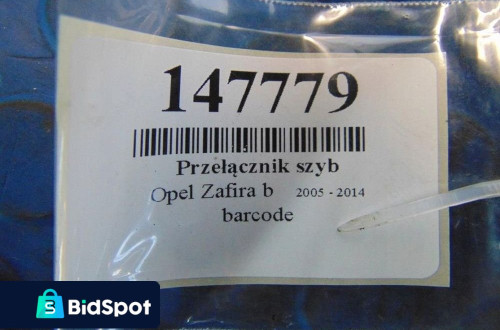 147779
Przełącznik szyb
Opel Zafira b 2005 - 2014
barcode
BidSpot